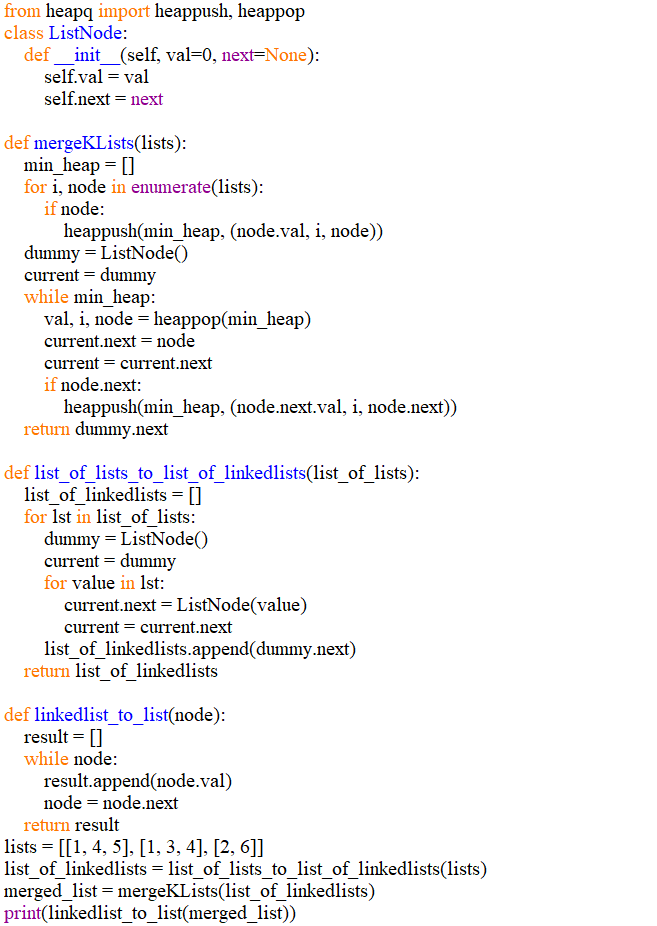 from heapq import heappush, heappop
class ListNode:
    def __init__(self, val=0, next=None):
        self.val = val
        self.next = next

def mergeKLists(lists):
    min_heap = []
    for i, node in enumerate(lists):
        if node:
            heappush(min_heap, (node.val, i, node))
    dummy = ListNode()
    current = dummy
    while min_heap:
        val, i, node = heappop(min_heap)
        current.next = node
        current = current.next
        if node.next:
            heappush(min_heap, (node.next.val, i, node.next))
    return dummy.next

def list_of_lists_to_list_of_linkedlists(list_of_lists):
    list_of_linkedlists = []
    for lst in list_of_lists:
        dummy = ListNode()
        current = dummy
        for value in lst:
            current.next = ListNode(value)
            current = current.next
        list_of_linkedlists.append(dummy.next)
    return list_of_linkedlists

def linkedlist_to_list(node):
    result = []
    while node:
        result.append(node.val)
        node = node.next
    return result
lists = [[1, 4, 5], [1, 3, 4], [2, 6]]
list_of_linkedlists = list_of_lists_to_list_of_linkedlists(lists)
merged_list = mergeKLists(list_of_linkedlists)
print(linkedlist_to_list(merged_list))